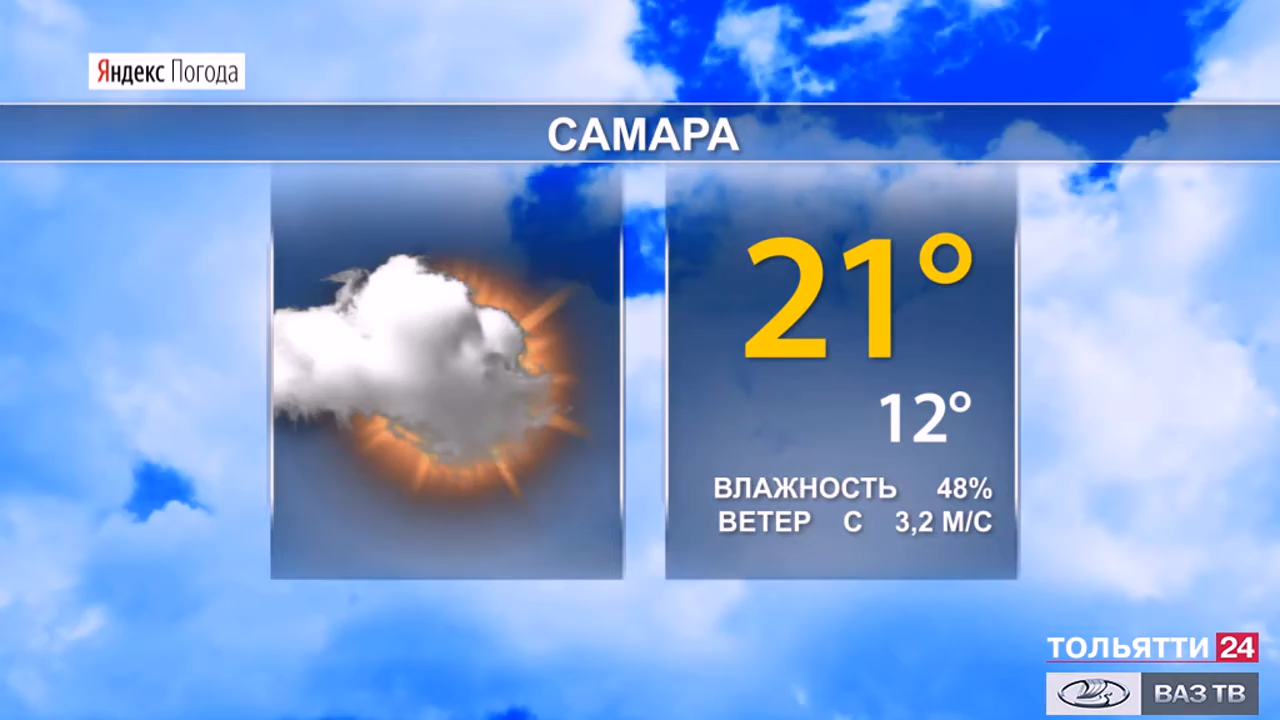 Яндекс Погода
САМАРА
21°
12°
ВЛАЖНОСТЬ 48%
ВЕТЕР С 3,2 М/С
ТОЛЬЯТТИ 24
ВАЗ ТВ